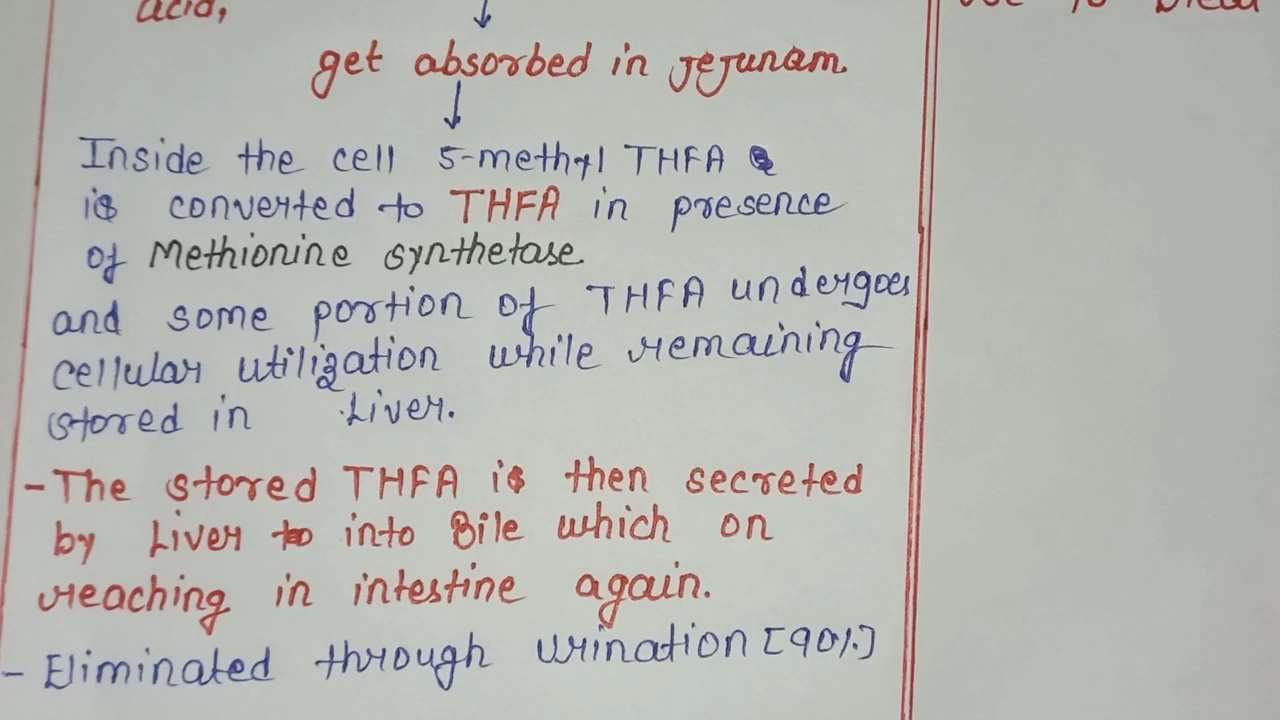 acid,
get absorbed in jejunam.
Inside the cell 5-methyl THFA
is converted to THFA in presence
of Methionine synthetase
and some portion of THFA undergoes
cellular utilization while remaining
stored in Liver.
- The stored THFA is then secreted
by Liver to into Bile which on
reaching in intestine again.
- Eliminated through urination [90%]